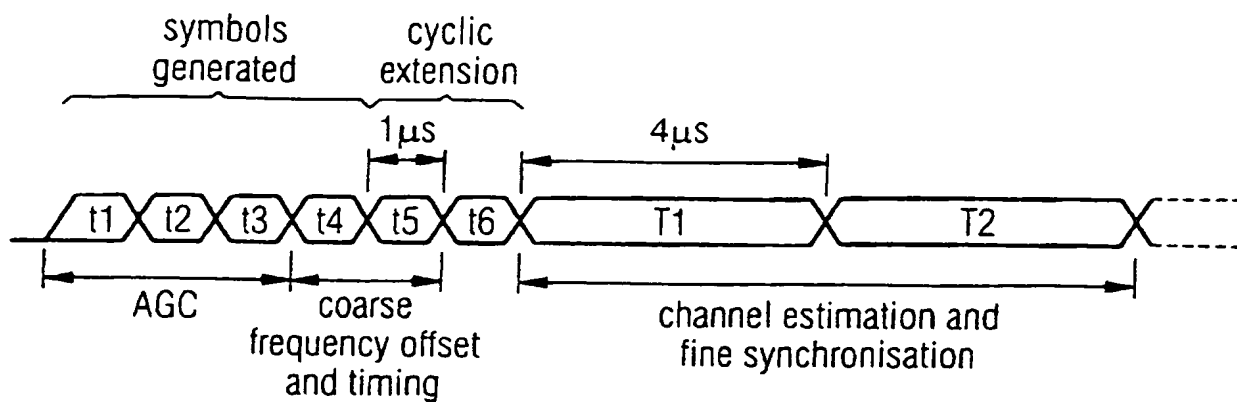 symbols
generated
cyclic
extension
1μs
4μs
t1 t2 t3 t4 t5 t6 T1 T2
AGC
coarse
frequency offset
and timing
channel estimation and
fine synchronisation